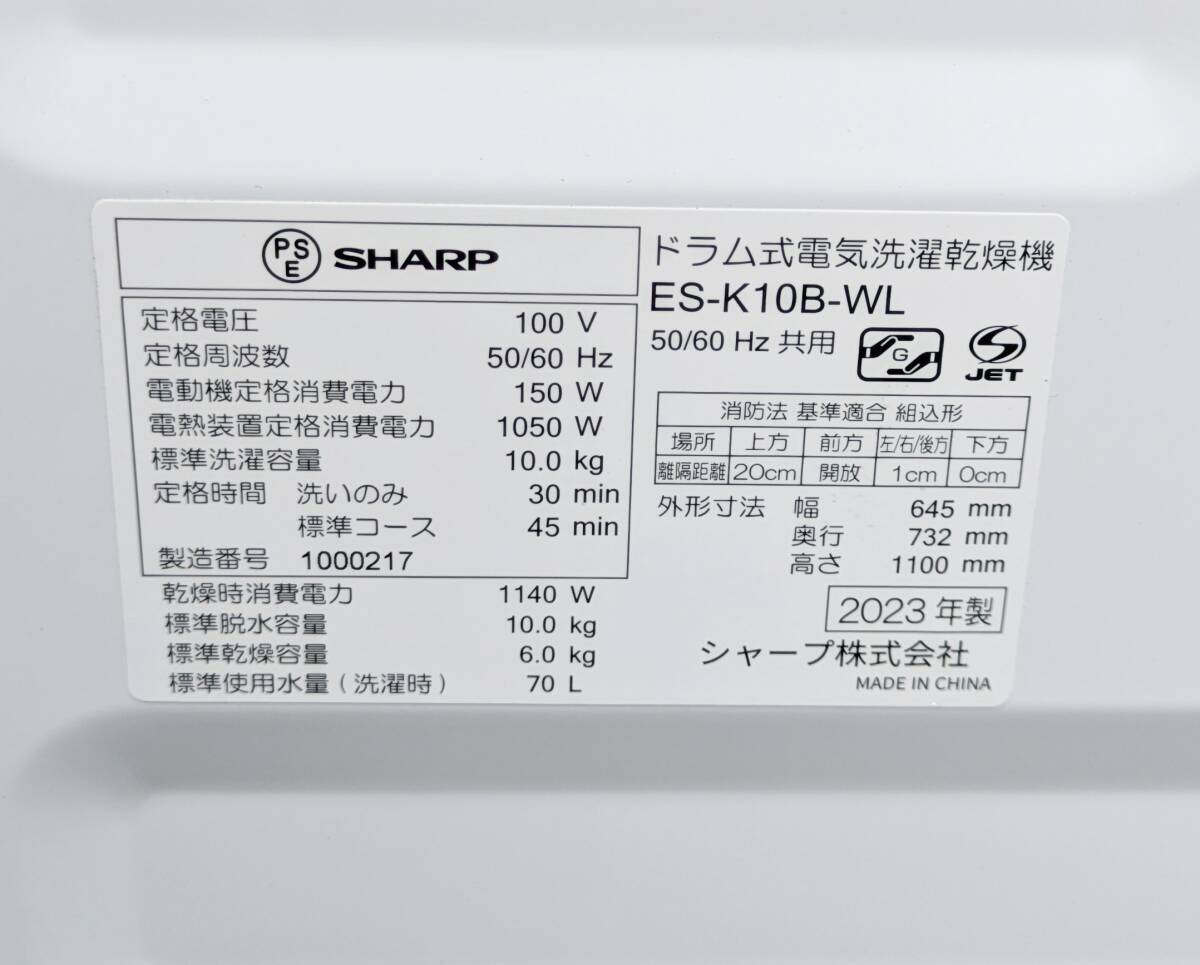 PSE SHARP
定格電圧 100 V
定格周波数 50/60 Hz
電動機定格消費電力 150 W
電熱装置定格消費電力 1050 W
標準洗濯容量 10.0 kg
定格時間 洗いのみ 30 min
標準コース 45 min
製造番号 1000217
乾燥時消費電力 1140 W
標準脱水容量 10.0 kg
標準乾燥容量 6.0 kg
標準使用水量(洗濯時) 70 L
ドラム式電気洗濯乾燥機
ES-K10B-WL
50/60 Hz 共用 G S JET
消防法 基準適合 組込形
場所 上方 前方 左/右/後方 下方
離隔距離 20cm 開放 1cm 0cm
外形寸法 幅 645 mm
奥行 732 mm
高さ 1100 mm
2023 年製
シャープ株式会社
MADE IN CHINA